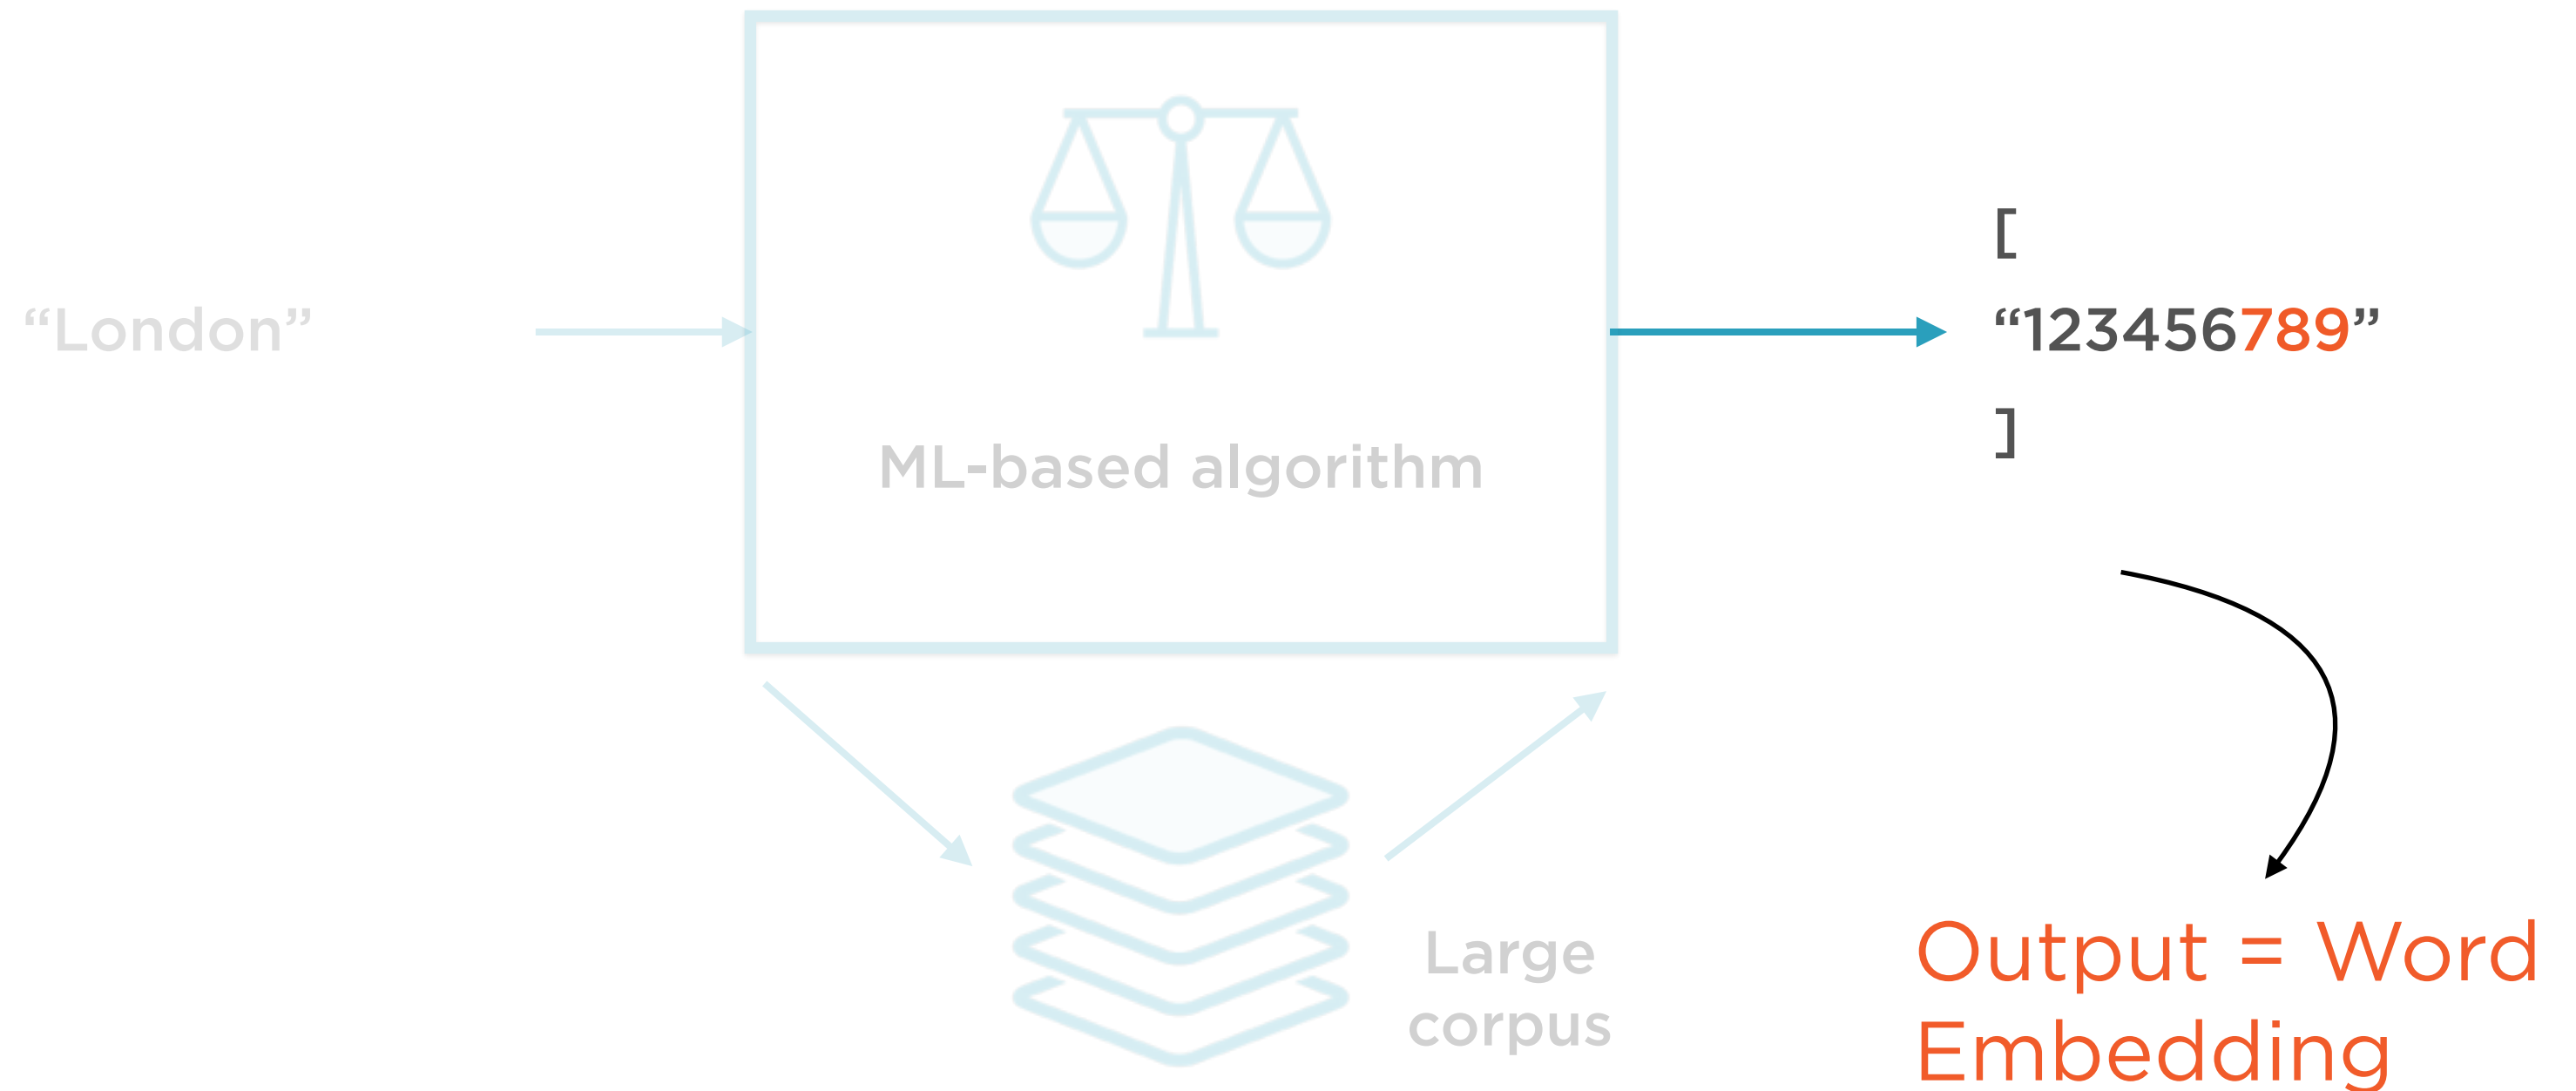 “London”
ML-based algorithm
[
“123456789”
]
Large
corpus
Output = Word
Embedding